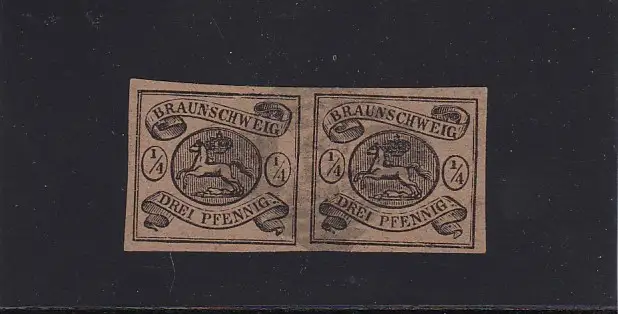 BRAUNSCHWEIG
1/4 1/4
DREI PFENNIG.
BRAUNSCHWEIG
1/4 1/4
DREI PFENNIG.